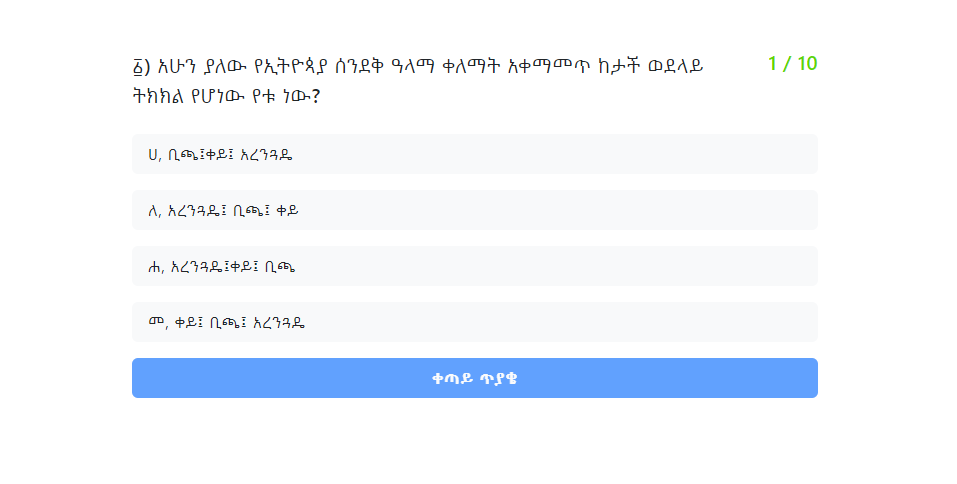 ፩) አሁን ያለው የኢትዮጵያ ሰንደቅ ዓላማ ቀለማት አቀማመጥ ከታች ወደላይ
ትክክል የሆነው የቱ ነው?
1 / 10
ሀ, ቢጫ፤ቀይ፤ አረንጓዴ
ለ, አረንጓዴ፤ ቢጫ፤ ቀይ
ሐ, አረንጓዴ፤ቀይ፤ ቢጫ
መ, ቀይ፤ ቢጫ፤ አረንጓዴ
ቀጣይ ጥያቄ